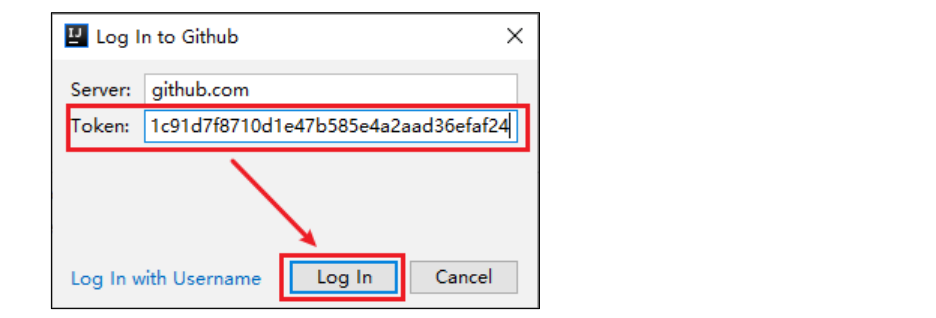 IJ Log In to Github
Server: github.com
Token: 1c91d7f8710d1e47b585e4a2aad36efaf24
Log In with Username Log In Cancel